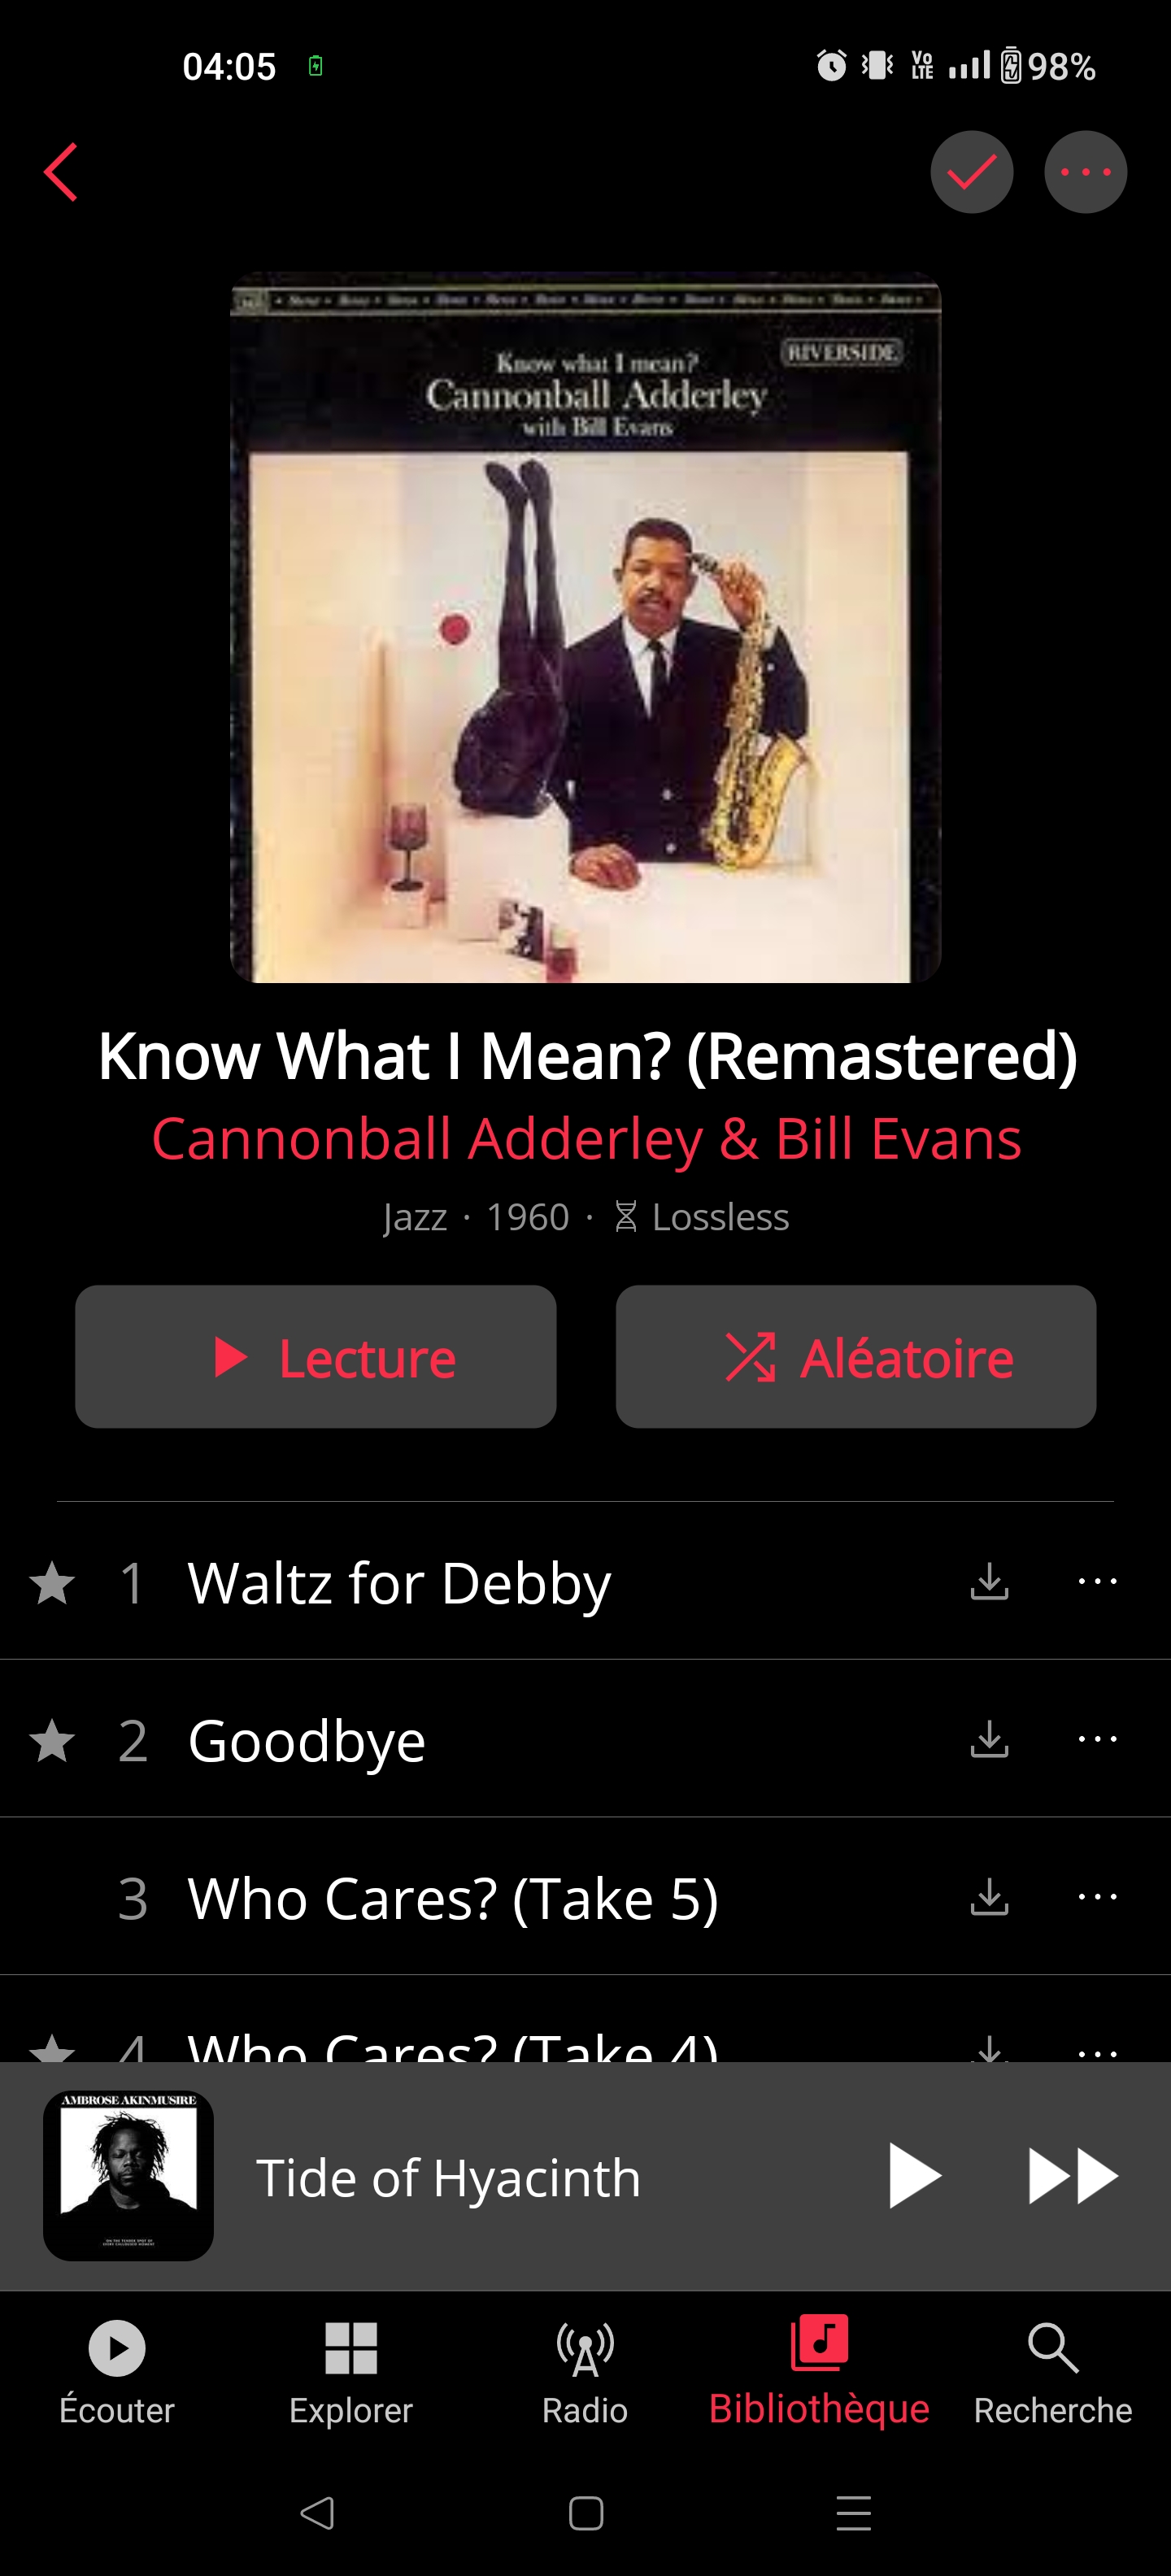 04:05
Vo
LTE
98%
RIVERSIDE
Know what I mean?
Cannonball Adderley
with Bill Evans
Know What I Mean? (Remastered)
Cannonball Adderley & Bill Evans
Jazz · 1960 · Lossless
Lecture
Aléatoire
1 Waltz for Debby
2 Goodbye
3 Who Cares? (Take 5)
4 Who Cares? (Take 4)
AMBROSE AKINMUSIRE
Tide of Hyacinth
Écouter
Explorer
Radio
Bibliothèque
Recherche